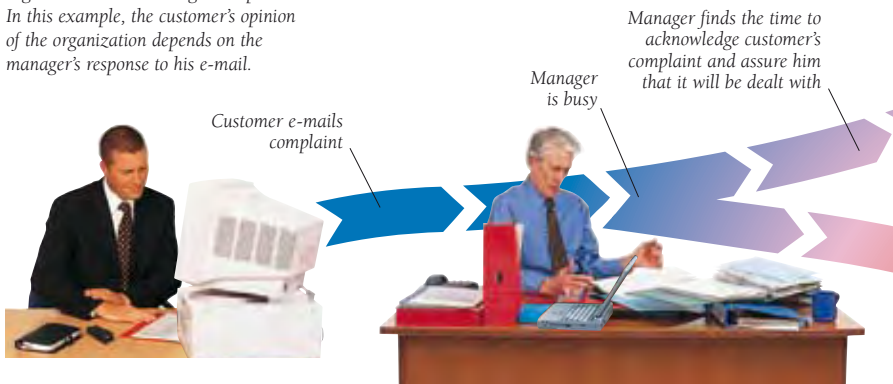 In this example, the customer's opinion
of the organization depends on the
manager's response to his e-mail.
Customer e-mails
complaint
Manager
is busy
Manager finds the time to
acknowledge customer's
complaint and assure him
that it will be dealt with